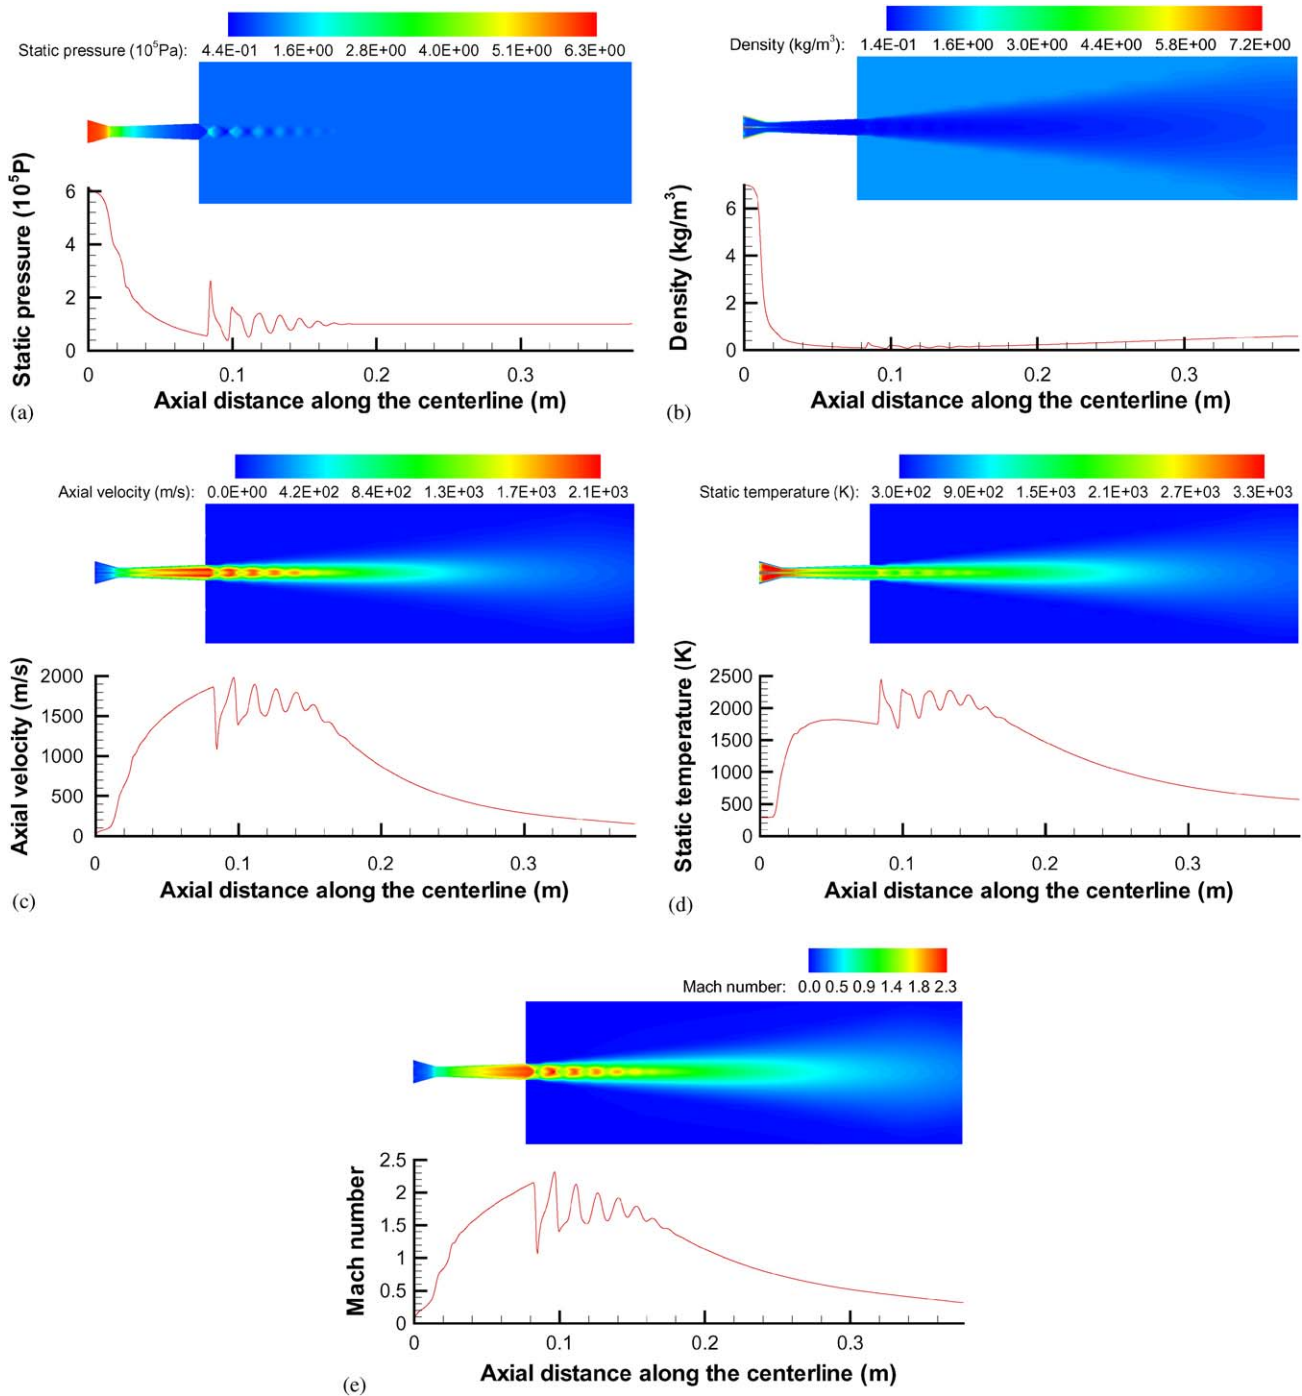 Static pressure (10⁵Pa): 4.4E-01 1.6E+00 2.8E+00 4.0E+00 5.1E+00 6.3E+00
Static pressure (10⁵P)
6
4
2
0
0 0.1 0.2 0.3
Axial distance along the centerline (m)
(a)
Density (kg/m³): 1.4E-01 1.6E+00 3.0E+00 4.4E+00 5.8E+00 7.2E+00
Density (kg/m³)
6
4
2
0
0 0.1 0.2 0.3
Axial distance along the centerline (m)
(b)
Axial velocity (m/s): 0.0E+00 4.2E+02 8.4E+02 1.3E+03 1.7E+03 2.1E+03
Axial velocity (m/s)
2000
1500
1000
500
0
0 0.1 0.2 0.3
Axial distance along the centerline (m)
(c)
Static temperature (K): 3.0E+02 9.0E+02 1.5E+03 2.1E+03 2.7E+03 3.3E+03
Static temperature (K)
2500
2000
1500
1000
500
0
0 0.1 0.2 0.3
Axial distance along the centerline (m)
(d)
Mach number: 0.0 0.5 0.9 1.4 1.8 2.3
Mach number
2.5
2
1.5
1
0.5
0
0 0.1 0.2 0.3
Axial distance along the centerline (m)
(e)